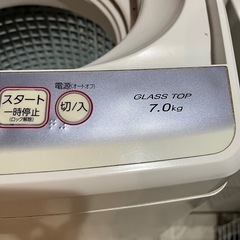 電源(オートオフ)
スタート
一時停止
(ロック解除)
切/入
GLASS TOP
7.0kg